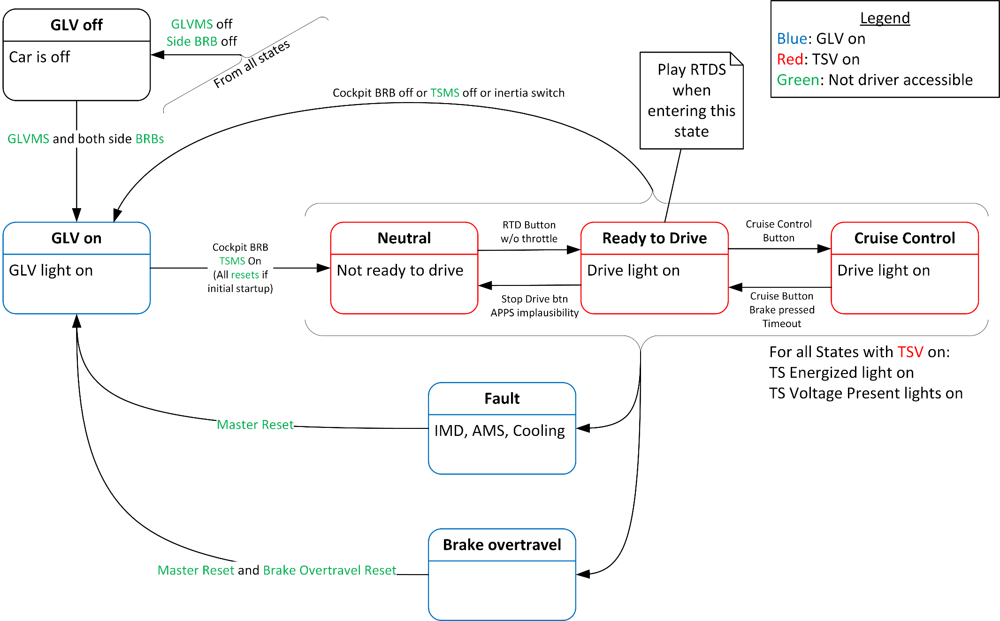 GLV off
Car is off
GLVMS off
Side BRB off
From all states
Legend
Blue: GLV on
Red: TSV on
Green: Not driver accessible
Play RTDS
when
entering this
state
Cockpit BRB off or TSMS off or inertia switch
GLVMS and both side BRBs
GLV on
GLV light on
Cockpit BRB
TSMS On
(All resets if
initial startup)
Neutral
Not ready to drive
RTD Button
w/o throttle
Stop Drive btn
APPS implausibility
Ready to Drive
Drive light on
Cruise Control
Button
Cruise Button
Brake pressed
Timeout
Cruise Control
Drive light on
For all States with TSV on:
TS Energized light on
TS Voltage Present lights on
Fault
IMD, AMS, Cooling
Master Reset
Brake overtravel
Master Reset and Brake Overtravel Reset